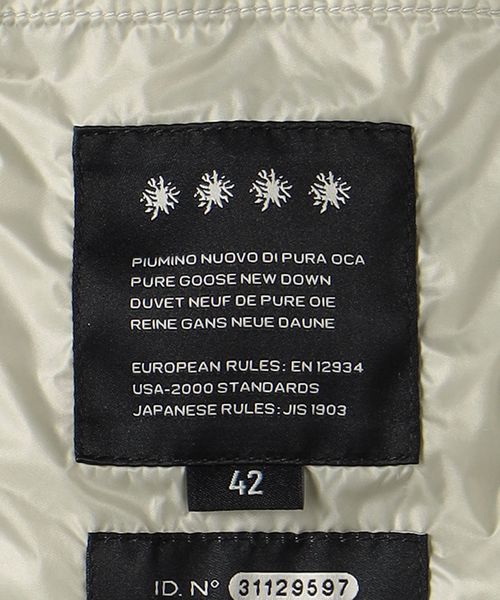 PIUMINO NUOVO DI PURA OCA
PURE GOOSE NEW DOWN
DUVET NEUF DE PURE OIE
REINE GANS NEUE DAUNE
EUROPEAN RULES: EN 12934
USA-2000 STANDARDS
JAPANESE RULES: JIS 1903
42
ID. N° 31129597